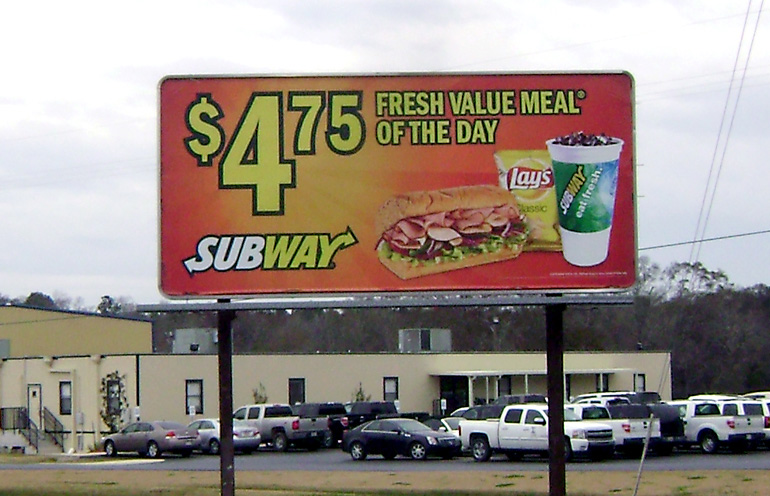 $4.75 FRESH VALUE MEAL®
OF THE DAY
Lay's
Classic
SUBWAY
eat fresh.
SUBWAY